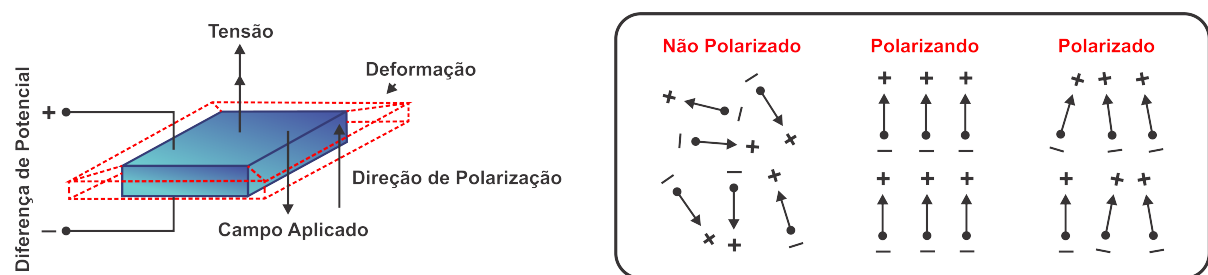 Diferença de Potencial
Tensão
Deformação
+
Direção de Polarização
−
Campo Aplicado
Não Polarizado
Polarizando
Polarizado